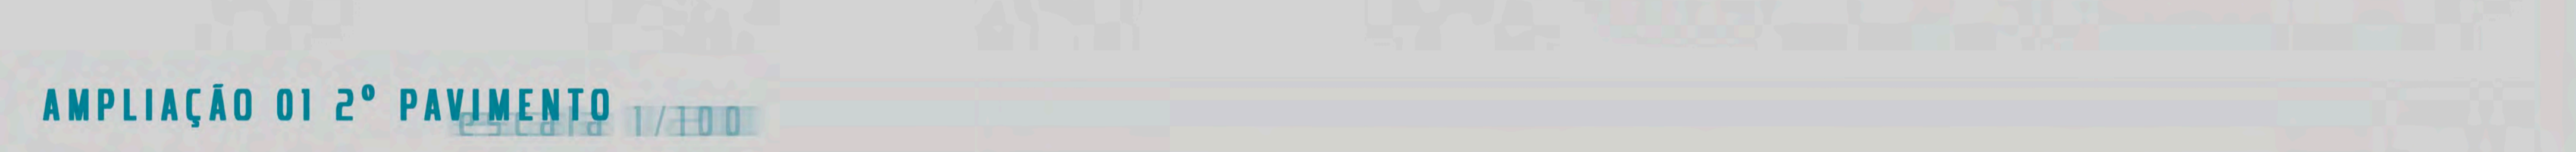 AMPLIAÇÃO 01 2º PAVIMENTO
escala 1/100